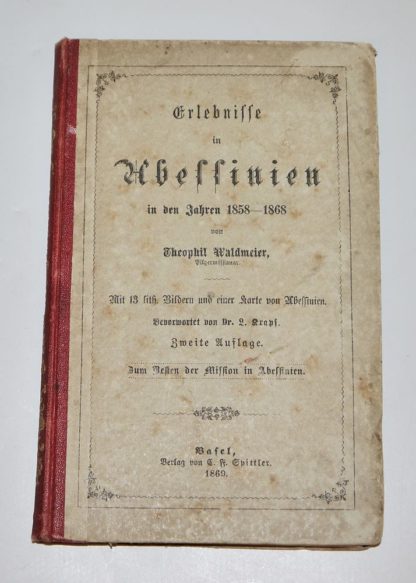 Erlebnisse
in
Abessinien
in den Jahren 1858—1868
von
Theophil Waldmeier,
Pilgermissionar.
Mit 13 lith. Bildern und einer Karte von Abessinien.
Bevorwortet von Dr. L. Krapf.
Zweite Auflage.
Zum Besten der Mission in Abessinien.
Basel,
Verlag von C. F. Spittler.
1869.